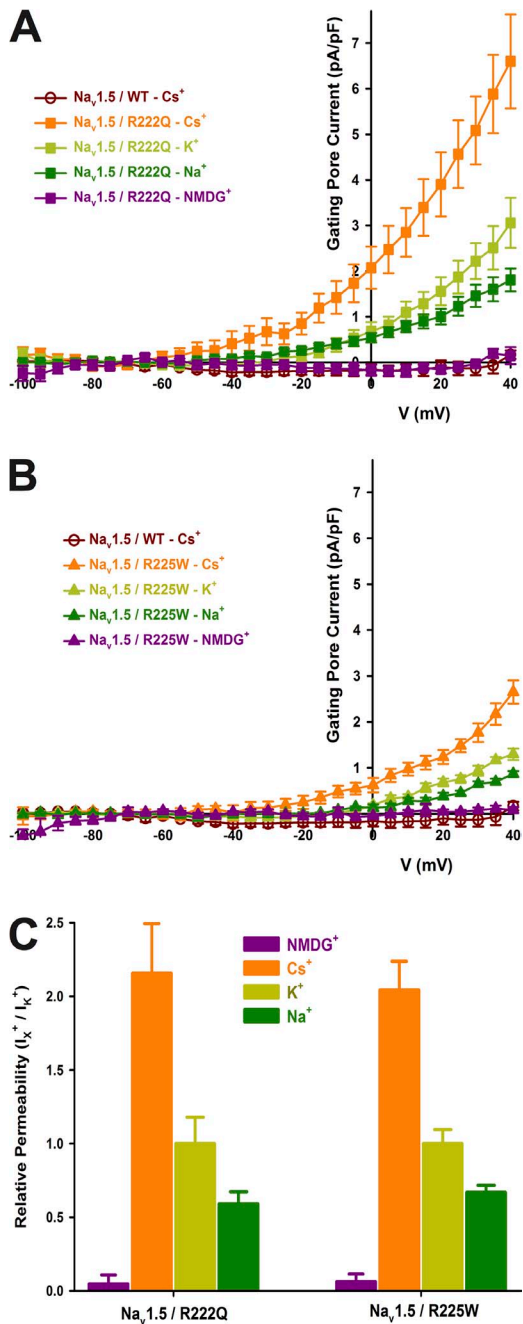 A
Gating Pore Current (pA/pF)
Nav1.5 / WT - Cs+
Nav1.5 / R222Q - Cs+
Nav1.5 / R222Q - K+
Nav1.5 / R222Q - Na+
Nav1.5 / R222Q - NMDG+
7
6
5
4
3
2
1
0
-100 -80 -60 -40 -20 0 20 40
V (mV)
B
Gating Pore Current (pA/pF)
Nav1.5 / WT - Cs+
Nav1.5 / R225W - Cs+
Nav1.5 / R225W - K+
Nav1.5 / R225W - Na+
Nav1.5 / R225W - NMDG+
7
6
5
4
3
2
1
-100 -80 -60 -40 -20 0 20 40
V (mV)
C
Relative Permeability (IX+ / IK+)
2.5
2.0
1.5
1.0
0.5
0.0
NMDG+
Cs+
K+
Na+
Nav1.5 / R222Q Nav1.5 / R225W